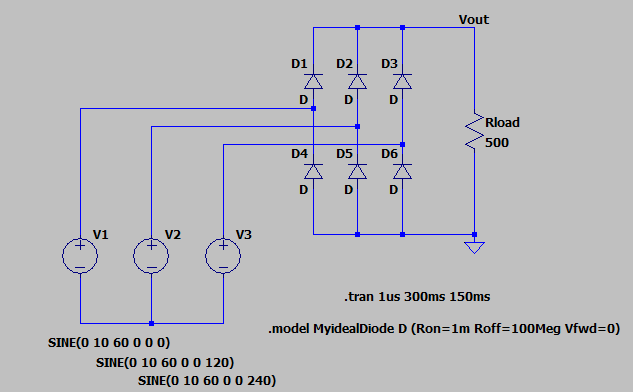 Vout
D1 D2 D3
D D D
Rload
500
D4 D5 D6
D D D
V1 V2 V3
.tran 1us 300ms 150ms
.model MyidealDiode D (Ron=1m Roff=100Meg Vfwd=0)
SINE(0 10 60 0 0 0)
SINE(0 10 60 0 0 120)
SINE(0 10 60 0 0 240)